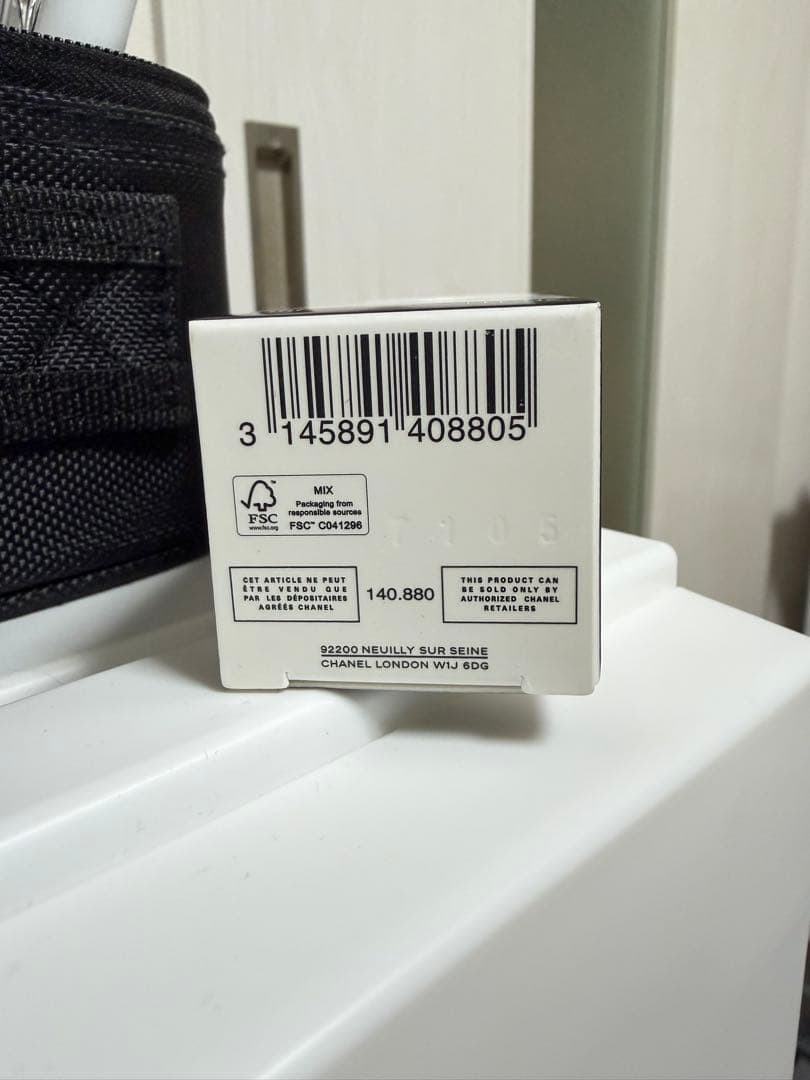 3 145891 408805
FSC
www.fsc.org
MIX
Packaging from
responsible sources
FSC™ C041296
7105
CET ARTICLE NE PEUT
ÊTRE VENDU QUE
PAR LES DÉPOSITAIRES
AGRÉÉS CHANEL
140.880
THIS PRODUCT CAN
BE SOLD ONLY BY
AUTHORIZED CHANEL
RETAILERS
92200 NEUILLY SUR SEINE
CHANEL LONDON W1J 6DG